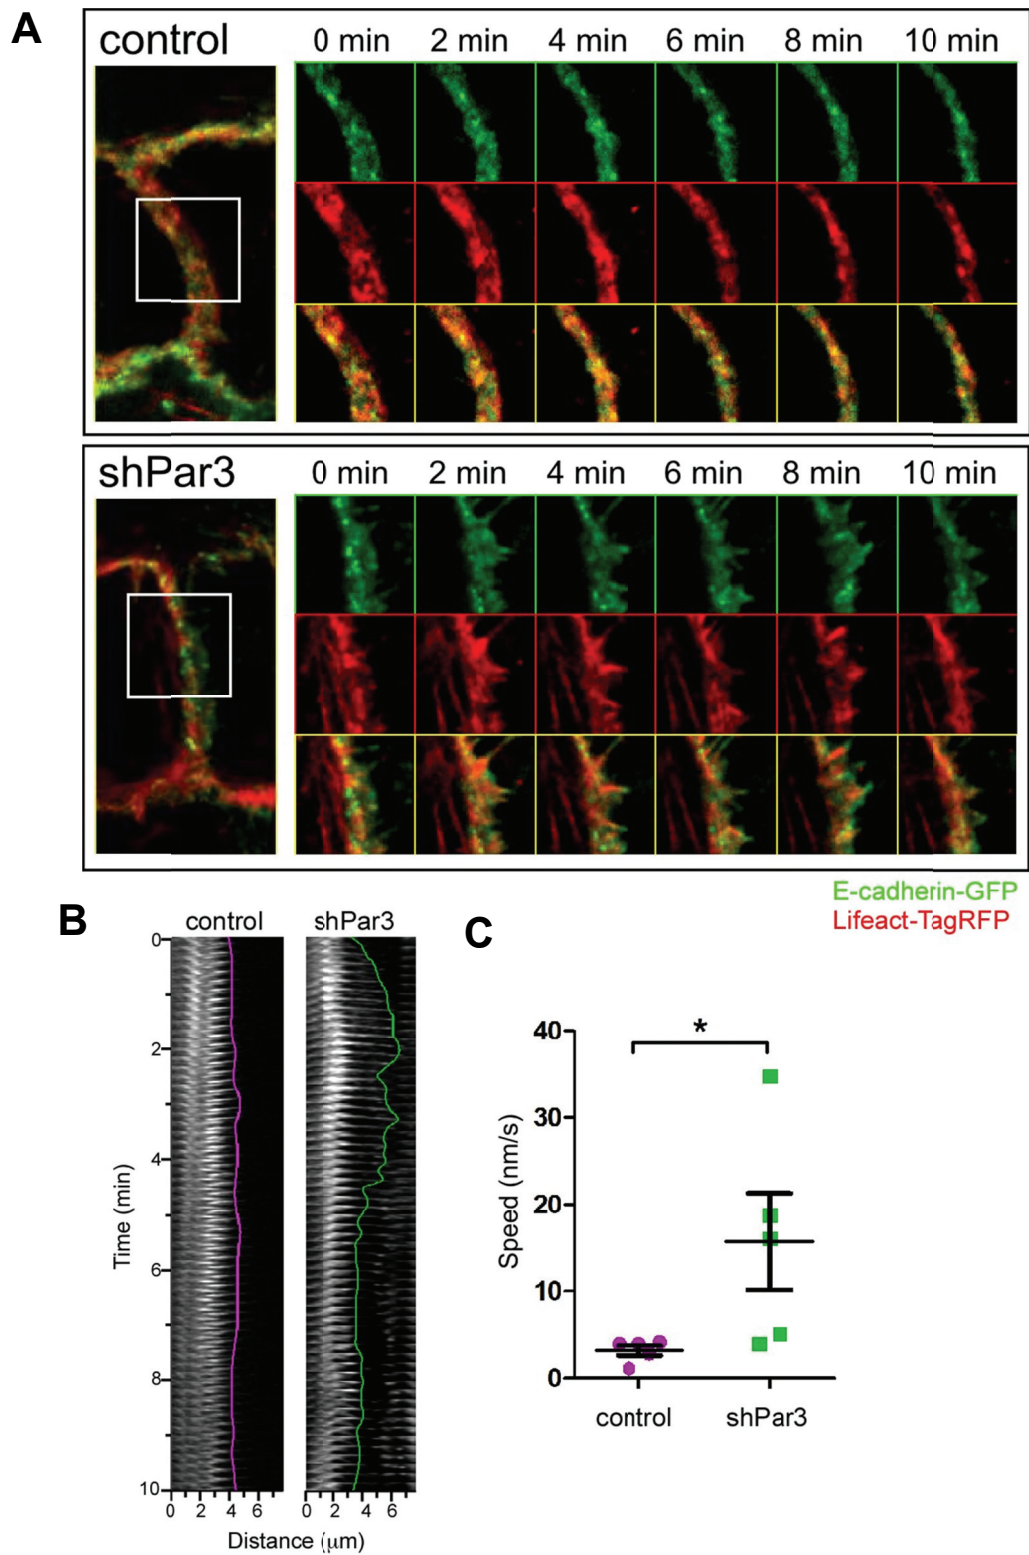 A
control
0 min 2 min 4 min 6 min 8 min 10 min
shPar3
0 min 2 min 4 min 6 min 8 min 10 min
E-cadherin-GFP
Lifeact-TagRFP
B
control shPar3
0
2
4
6
8
10
Time (min)
0 2 4 6 0 2 4 6
Distance (μm)
C
*
40
30
20
10
0
Speed (nm/s)
control shPar3